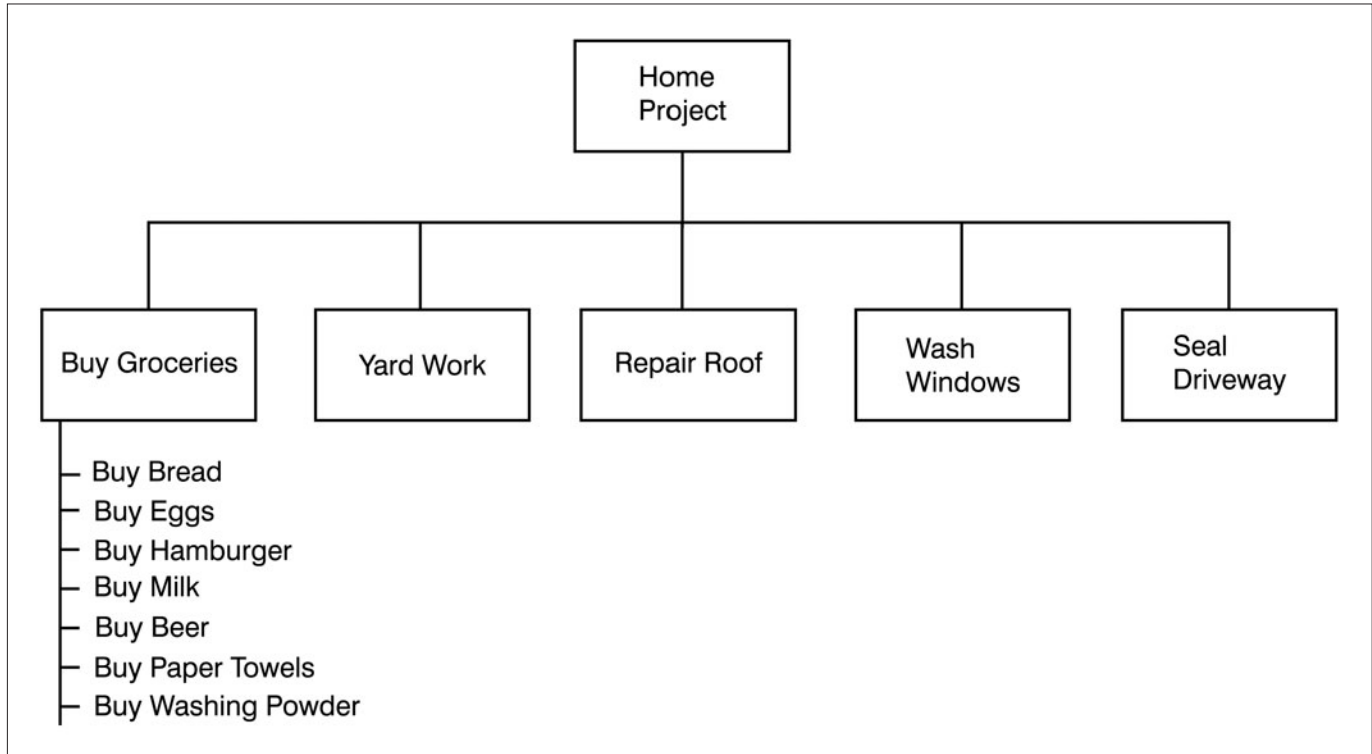 Home
Project
Buy Groceries
Yard Work
Repair Roof
Wash
Windows
Seal
Driveway
Buy Bread
Buy Eggs
Buy Hamburger
Buy Milk
Buy Beer
Buy Paper Towels
Buy Washing Powder